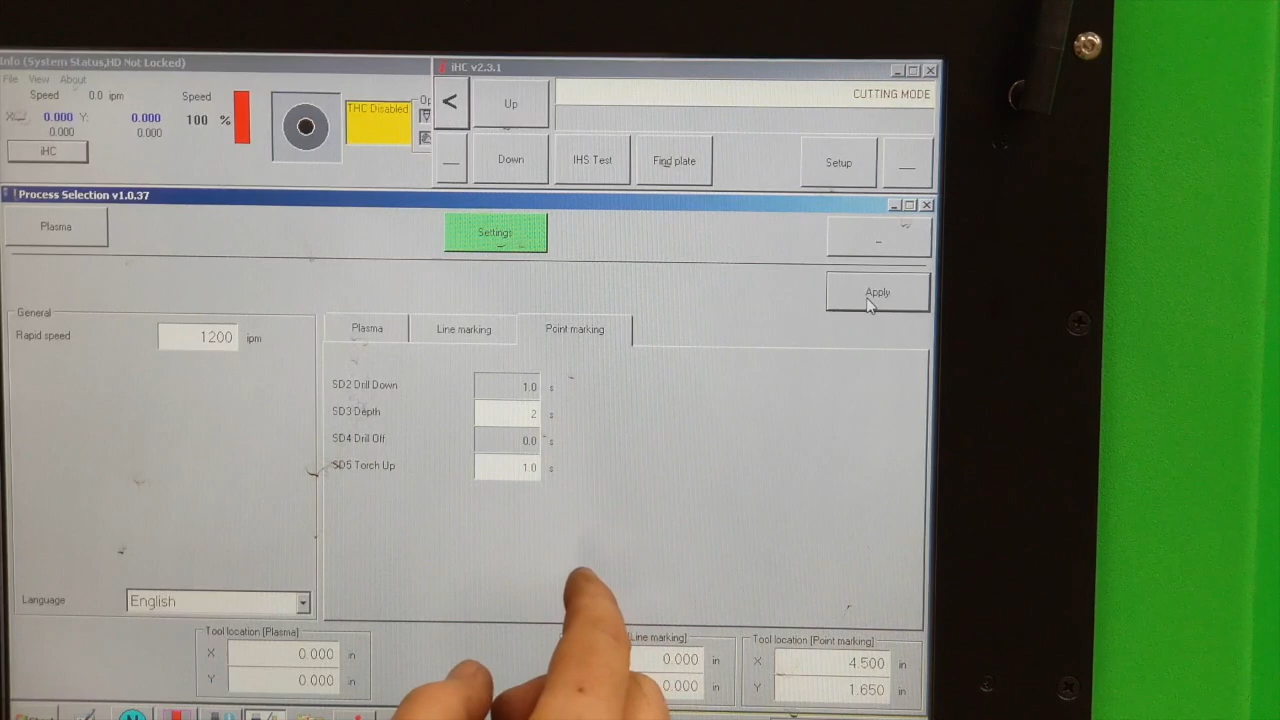 Info (System Status,HD Not Locked)
File View About
Speed 0.0 ipm Speed
X 0.000 Y: 0.000 100 %
0.000 0.000
iHC
THC Disabled
iHC v2.3.1
< Up CUTTING MODE
Down IHS Test Find plate Setup
Process Selection v1.0.37
Plasma Settings
Apply
General
Rapid speed 1200 ipm
Plasma Line marking Point marking
SD2 Drill Down 1.0 s
SD3 Depth 2 s
SD4 Drill Off 0.0 s
SD5 Torch Up 1.0 s
Language English
Tool location [Plasma]
X 0.000 in
Y 0.000 in
[Line marking]
0.000 in
0.000 in
Tool location [Point marking]
X 4.500 in
Y 1.650 in